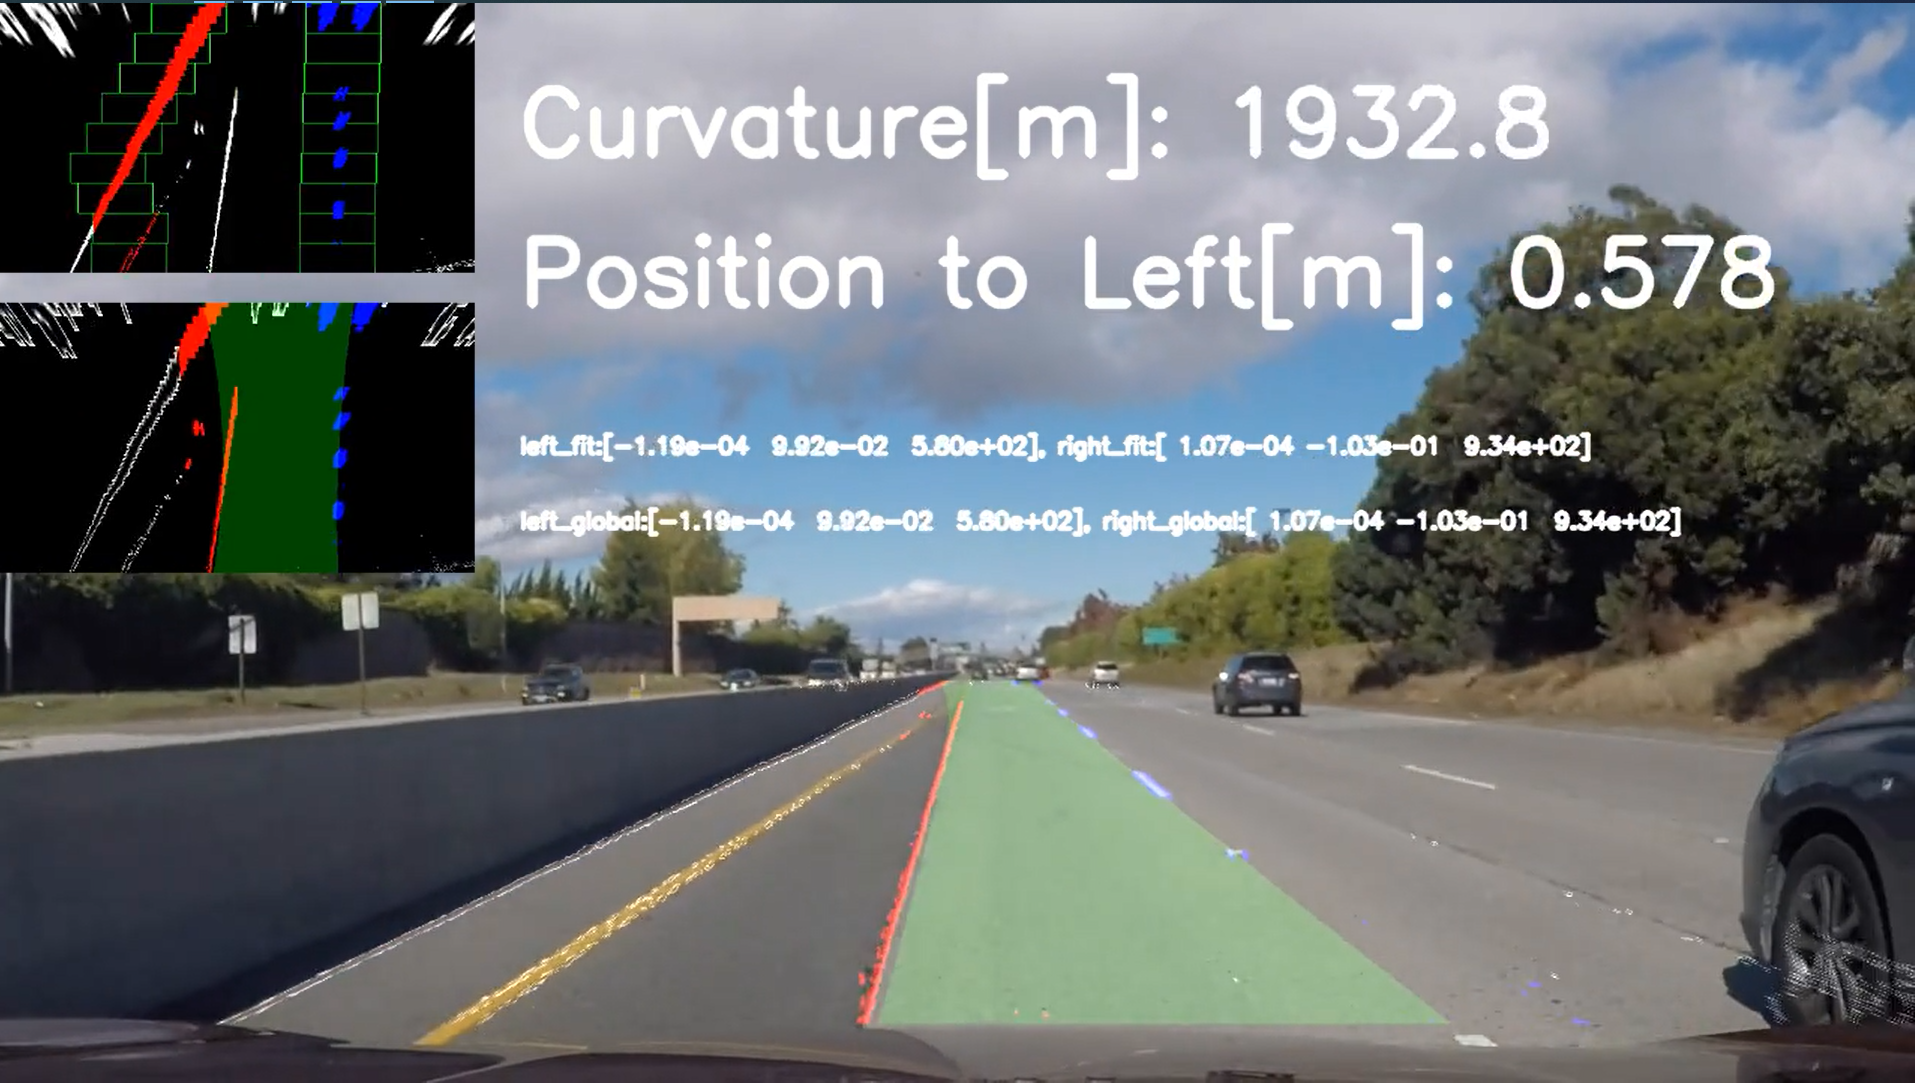 Curvature[m]: 1932.8
Position to Left[m]: 0.578
left_fit:[-1.19e-04 9.92e-02 5.80e+02], right_fit:[ 1.07e-04 -1.03e-01 9.34e+02]
left_global:[-1.19e-04 9.92e-02 5.80e+02], right_global:[ 1.07e-04 -1.03e-01 9.34e+02]